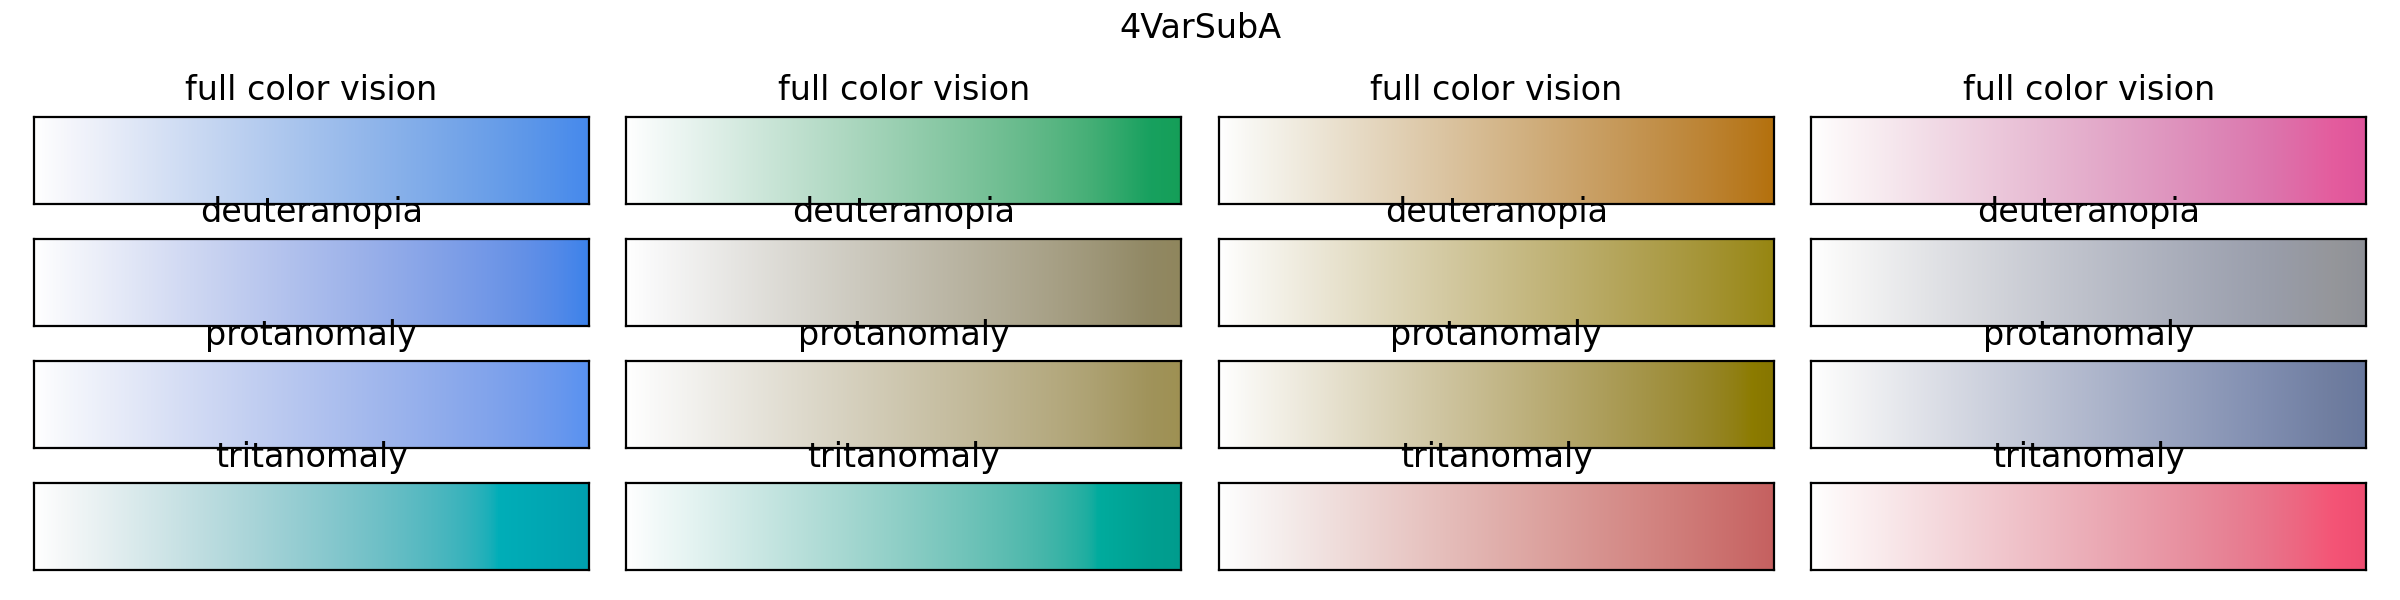 4VarSubA
full color vision full color vision full color vision full color vision
deuteranopia deuteranopia deuteranopia deuteranopia
protanomaly protanomaly protanomaly protanomaly
tritanomaly tritanomaly tritanomaly tritanomaly